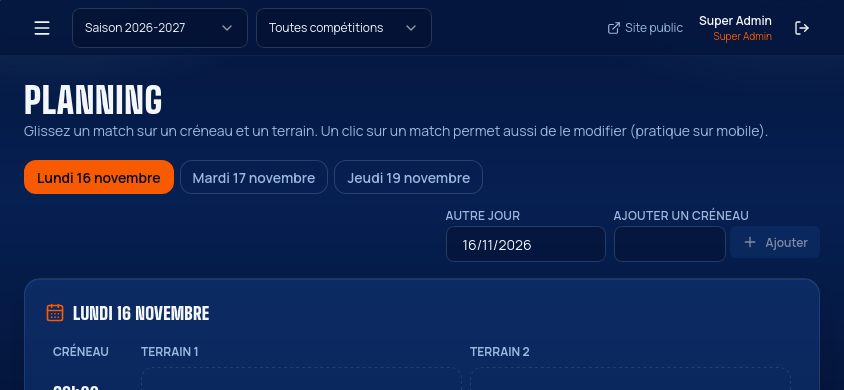 Saison 2026-2027
Toutes compétitions
Site public
Super Admin
Super Admin
PLANNING
Glissez un match sur un créneau et un terrain. Un clic sur un match permet aussi de le modifier (pratique sur mobile).
Lundi 16 novembre
Mardi 17 novembre
Jeudi 19 novembre
AUTRE JOUR
AJOUTER UN CRÉNEAU
16/11/2026
Ajouter
LUNDI 16 NOVEMBRE
CRÉNEAU
TERRAIN 1
TERRAIN 2